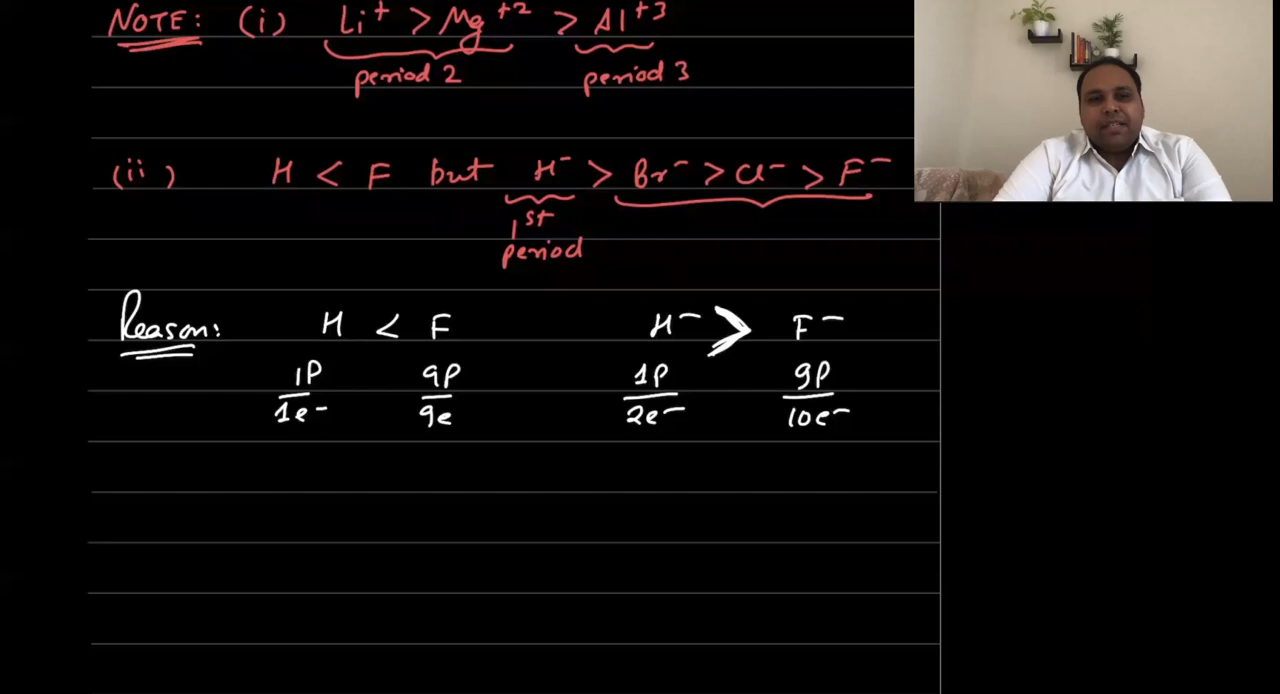 NOTE: (i) Li⁺ > Mg⁺² > Al⁺³
period 2 period 3
(ii) H < F but H⁻ > Br⁻ > Cl⁻ > F⁻
1st
period
Reason: H < F H⁻ > F⁻
1P 9P 1P 9P
1e⁻ 9e 2e⁻ 10e⁻